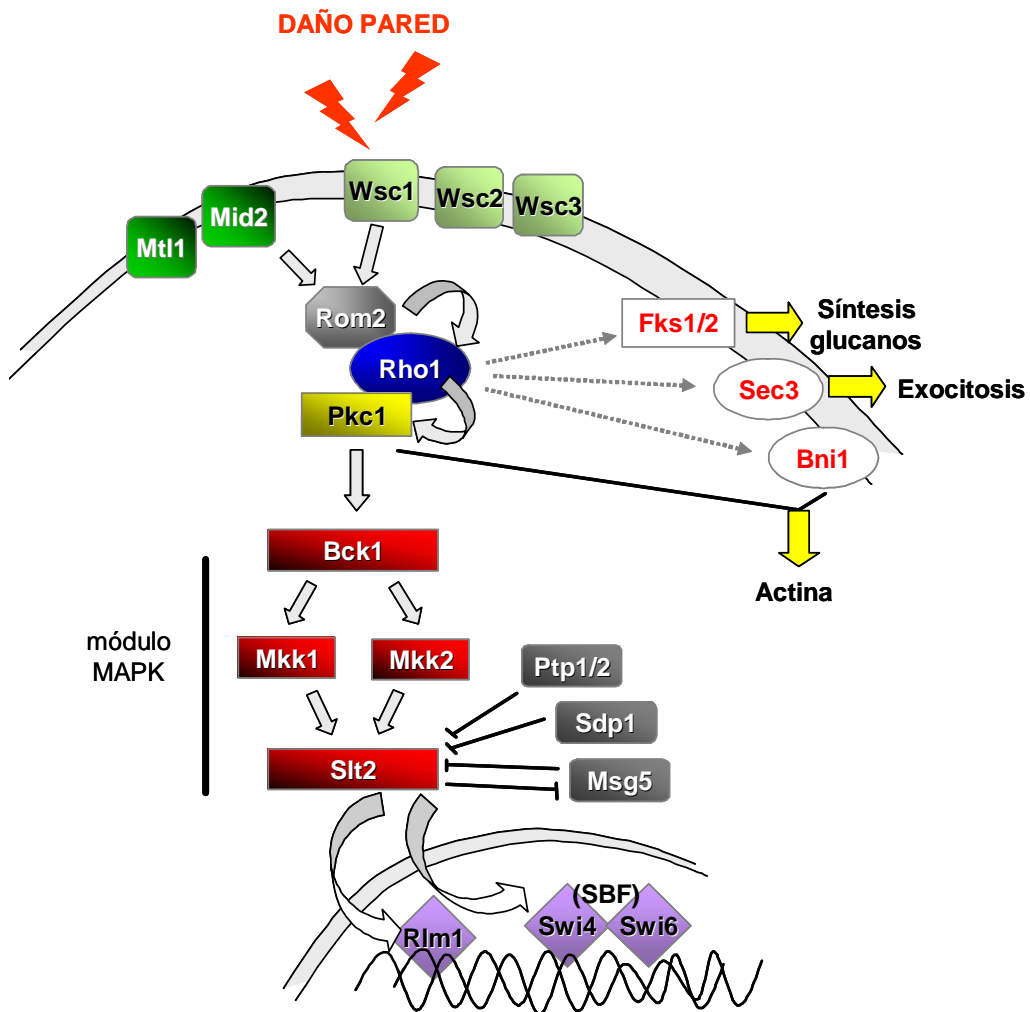 DAÑO PARED
Wsc1
Wsc2
Wsc3
Mid2
Mtl1
Rom2
Rho1
Pkc1
Fks1/2
Síntesis
glucanos
Sec3
Exocitosis
Bni1
Actina
Bck1
módulo
MAPK
Mkk1
Mkk2
Ptp1/2
Sdp1
Slt2
Msg5
(SBF)
Rlm1
Swi4
Swi6